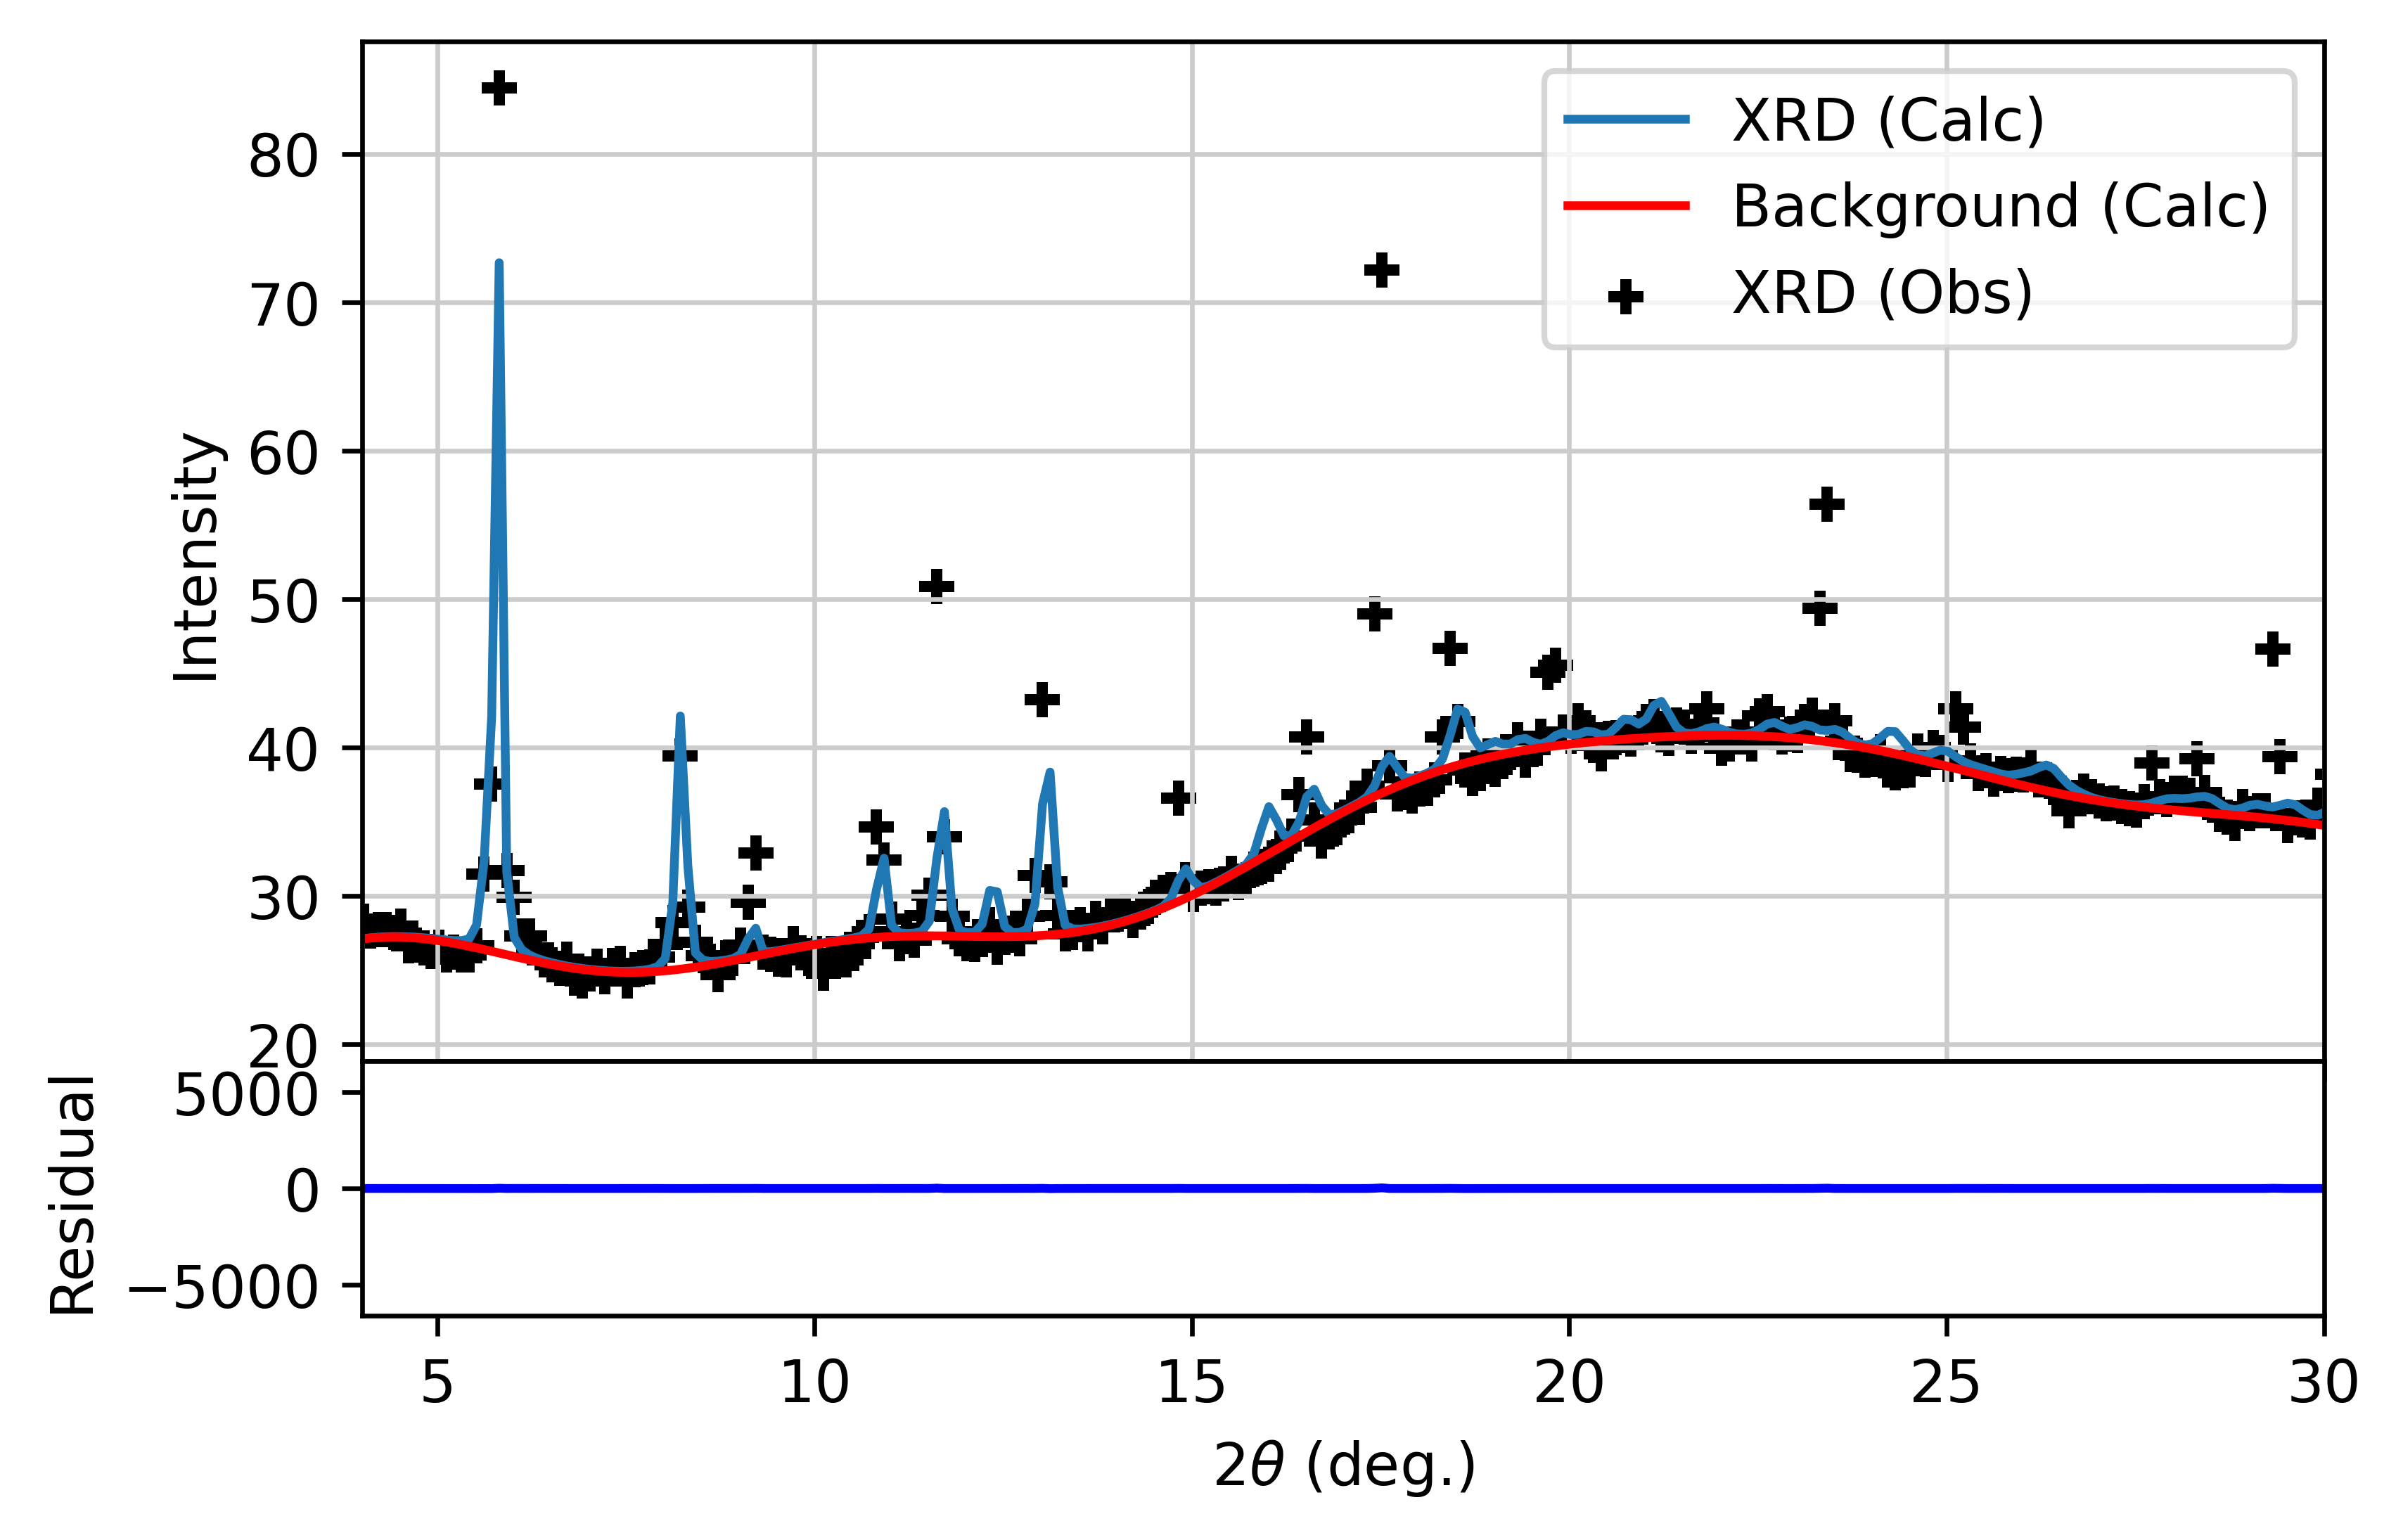 XRD (Calc)
Background (Calc)
XRD (Obs)
Intensity
80
70
60
50
40
30
20
Residual
5000
0
−5000
5 10 15 20 25 30
2θ (deg.)